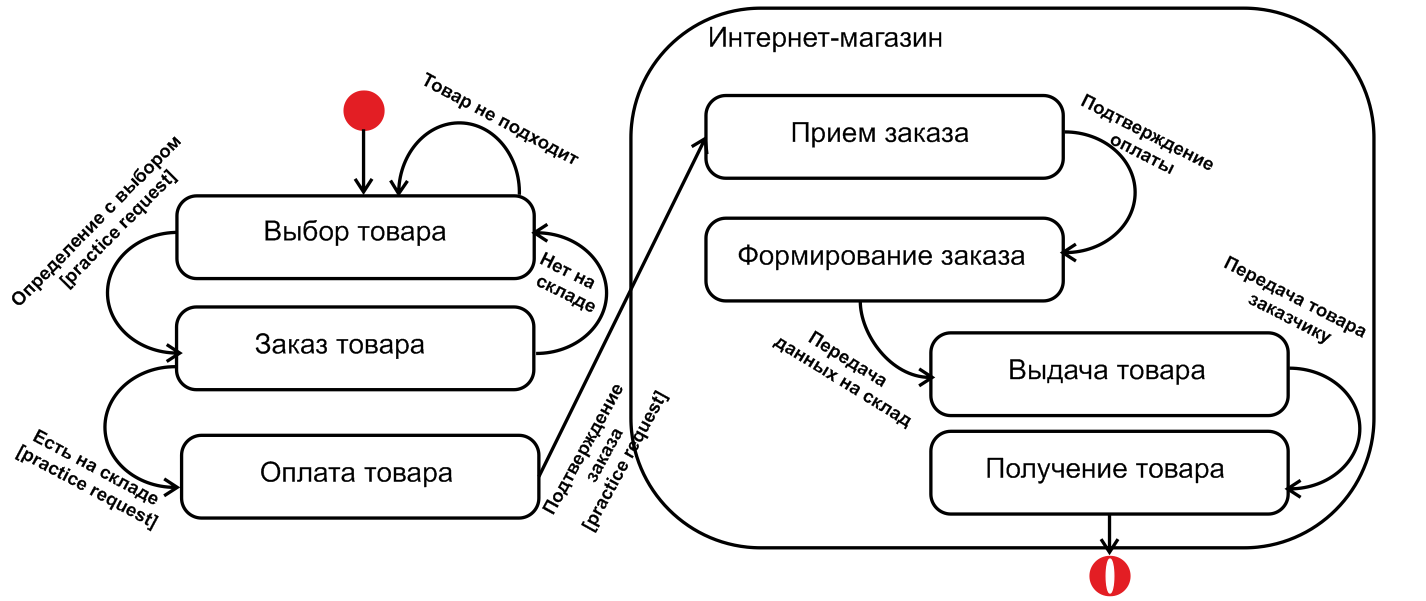 Интернет-магазин
Товар не подходит
Определение с выбором
[practice request]
Выбор товара
Нет на
складе
Заказ товара
Есть на складе
[practice request]
Оплата товара
Подтверждение
заказа
[practice request]
Прием заказа
Подтверждение
оплаты
Формирование заказа
Передача
данных на склад
Выдача товара
Передача товара
заказчику
Получение товара